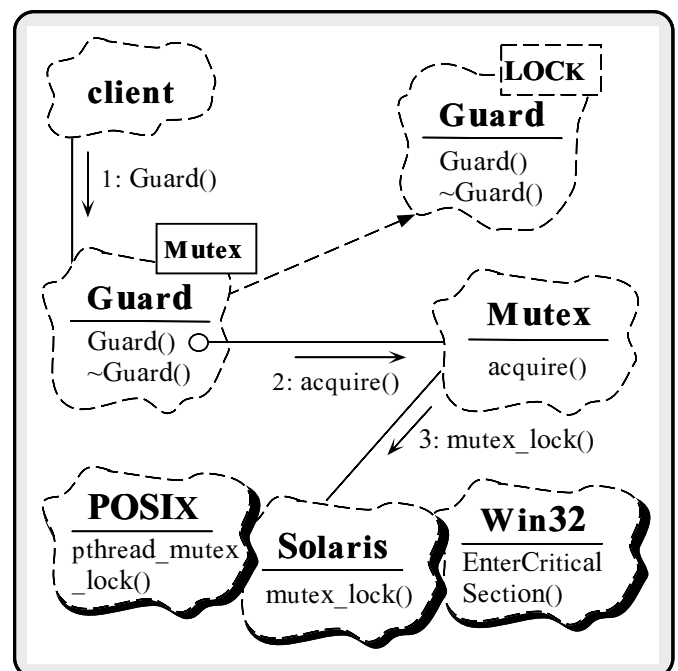 client
LOCK
Guard
Guard()
~Guard()
1: Guard()
Mutex
Guard
Guard()
~Guard()
2: acquire()
Mutex
acquire()
3: mutex_lock()
POSIX
pthread_mutex
_lock()
Solaris
mutex_lock()
Win32
EnterCritical
Section()